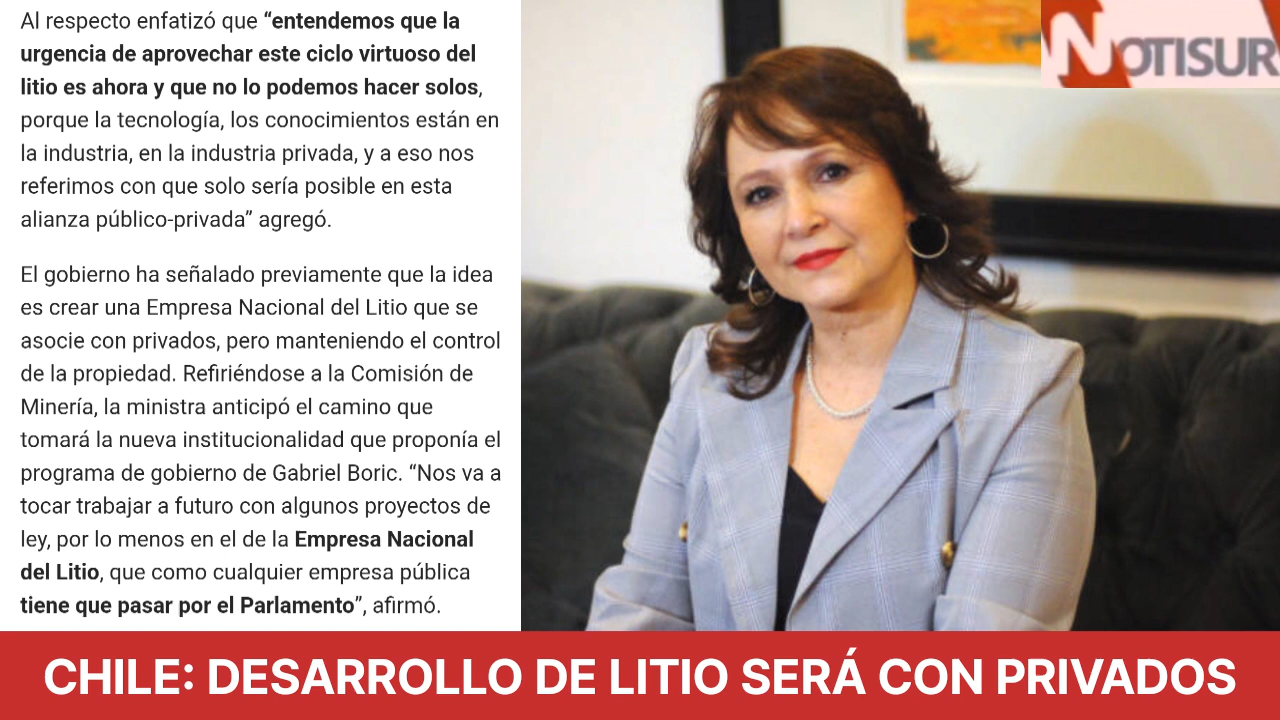 Al respecto enfatizó que “entendemos que la
urgencia de aprovechar este ciclo virtuoso del
litio es ahora y que no lo podemos hacer solos,
porque la tecnología, los conocimientos están en
la industria, en la industria privada, y a eso nos
referimos con que solo sería posible en esta
alianza público-privada” agregó.
El gobierno ha señalado previamente que la idea
es crear una Empresa Nacional del Litio que se
asocie con privados, pero manteniendo el control
de la propiedad. Refiriéndose a la Comisión de
Minería, la ministra anticipó el camino que
tomará la nueva institucionalidad que proponía el
programa de gobierno de Gabriel Boric. “Nos va a
tocar trabajar a futuro con algunos proyectos de
ley, por lo menos en el de la Empresa Nacional
del Litio, que como cualquier empresa pública
tiene que pasar por el Parlamento”, afirmó.
NOTISUR
CHILE: DESARROLLO DE LITIO SERÁ CON PRIVADOS